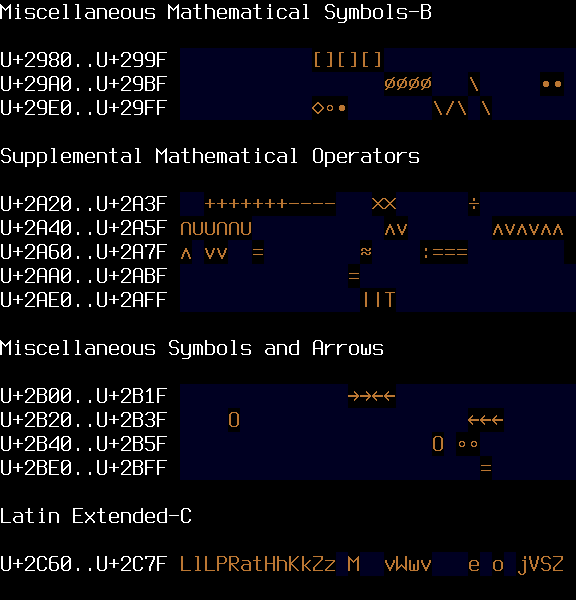 Miscellaneous Mathematical Symbols-B
U+2980..U+299F [][][]
U+29A0..U+29BF øøøø \ ••
U+29E0..U+29FF ◇∘• \/\ \
Supplemental Mathematical Operators
U+2A20..U+2A3F +++++++---- ×× ÷
U+2A40..U+2A5F ∩∪∪∩∩∪ ∧∨ ∧∨∧∨∧∧
U+2A60..U+2A7F ∧ ∨∨ = ≈ :===
U+2AA0..U+2ABF =
U+2AE0..U+2AFF ||T
Miscellaneous Symbols and Arrows
U+2B00..U+2B1F →→←←
U+2B20..U+2B3F O ←←←
U+2B40..U+2B5F O ∘∘
U+2BE0..U+2BFF =
Latin Extended-C
U+2C60..U+2C7F LlLPRatHhKkZz M vWwv e o jVSZ